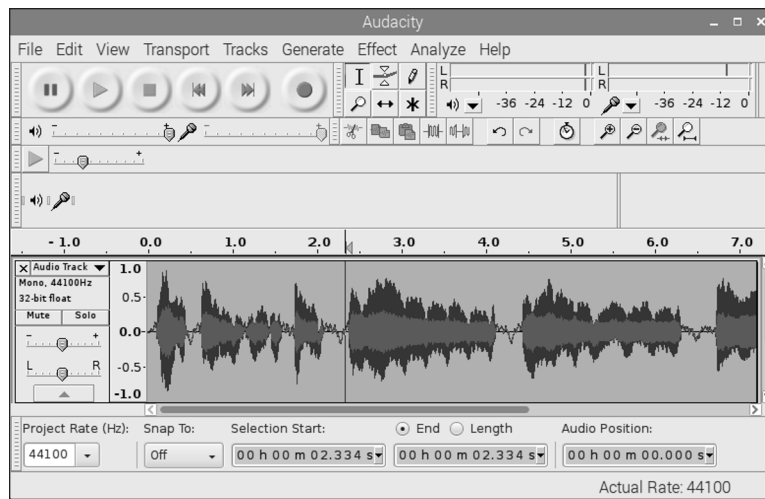 Audacity
File Edit View Transport Tracks Generate Effect Analyze Help
L
R
-36 -24 -12 0
L
R
-36 -24 -12 0
- +
- +
- 1.0 0.0 1.0 2.0 3.0 4.0 5.0 6.0 7.0
X Audio Track
Mono, 44100Hz
32-bit float
Mute Solo
- +
L R
1.0
0.5-
0.0-
-0.5-
-1.0
Project Rate (Hz): Snap To: Selection Start: End Length Audio Position:
44100 Off 00 h 00 m 02.334 s 00 h 00 m 02.334 s 00 h 00 m 00.000 s
Actual Rate: 44100